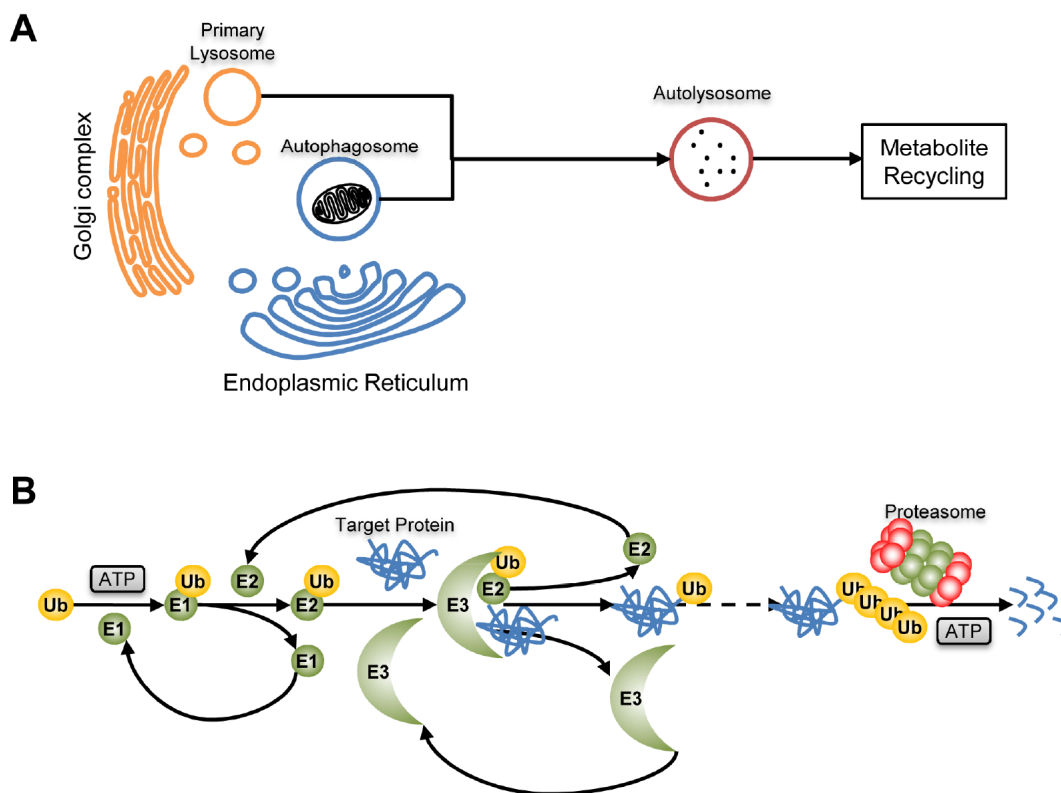 A
Primary
Lysosome
Golgi complex
Autophagosome
Autolysosome
Metabolite
Recycling
Endoplasmic Reticulum
B
Target Protein
Proteasome
ATP
Ub
E1
Ub
E1
E1
E2
Ub
E2
E3
E3
Ub
E2
E2
Ub
E3
Ub
Ub
Ub
Ub
ATP